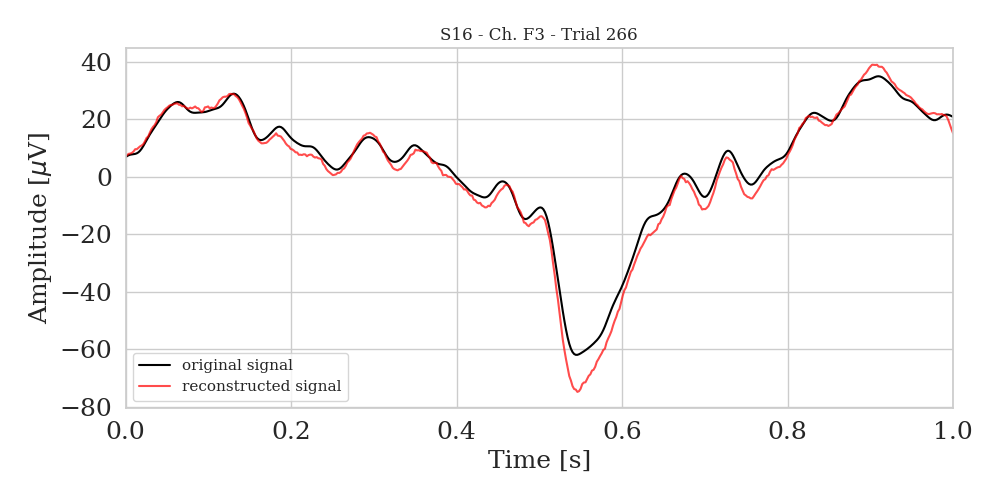 S16 - Ch. F3 - Trial 266
Amplitude [μV]
40
20
0
−20
−40
−60
−80
original signal
reconstructed signal
0.0 0.2 0.4 0.6 0.8 1.0
Time [s]